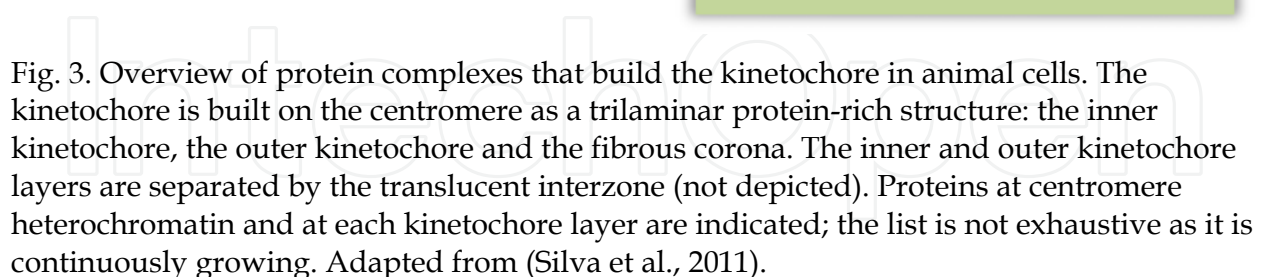 IntechOpen
Fig. 3. Overview of protein complexes that build the kinetochore in animal cells. The
kinetochore is built on the centromere as a trilaminar protein-rich structure: the inner
kinetochore, the outer kinetochore and the fibrous corona. The inner and outer kinetochore
layers are separated by the translucent interzone (not depicted). Proteins at centromere
heterochromatin and at each kinetochore layer are indicated; the list is not exhaustive as it is
continuously growing. Adapted from (Silva et al., 2011).